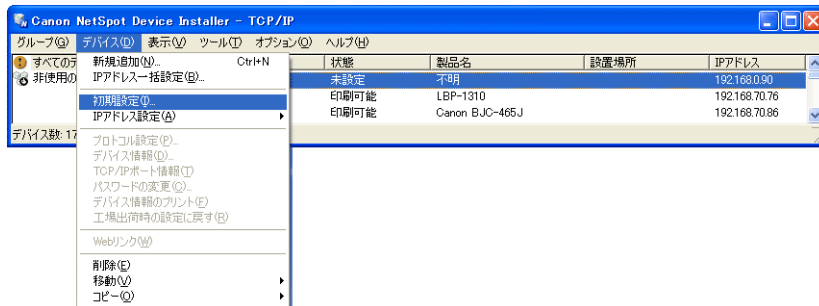 Canon NetSpot Device Installer - TCP/IP
グループ(G) デバイス(D) 表示(V) ツール(T) オプション(O) ヘルプ(H)
すべてのデ
非使用の
デバイス数: 17
新規追加(N)... Ctrl+N
IPアドレス一括設定(B)...
初期設定(I)...
IPアドレス設定(A)
プロトコル設定(P)...
デバイス情報(D)...
TCP/IPポート情報(T)
パスワードの変更(C)...
デバイス情報のプリント(F)
工場出荷時の設定に戻す(R)
Webリンク(W)
削除(E)
移動(V)
コピー(O)
状態 製品名 設置場所 IPアドレス
未設定 不明 192.168.0.90
印刷可能 LBP-1310 192.168.70.76
印刷可能 Canon BJC-465J 192.168.70.86